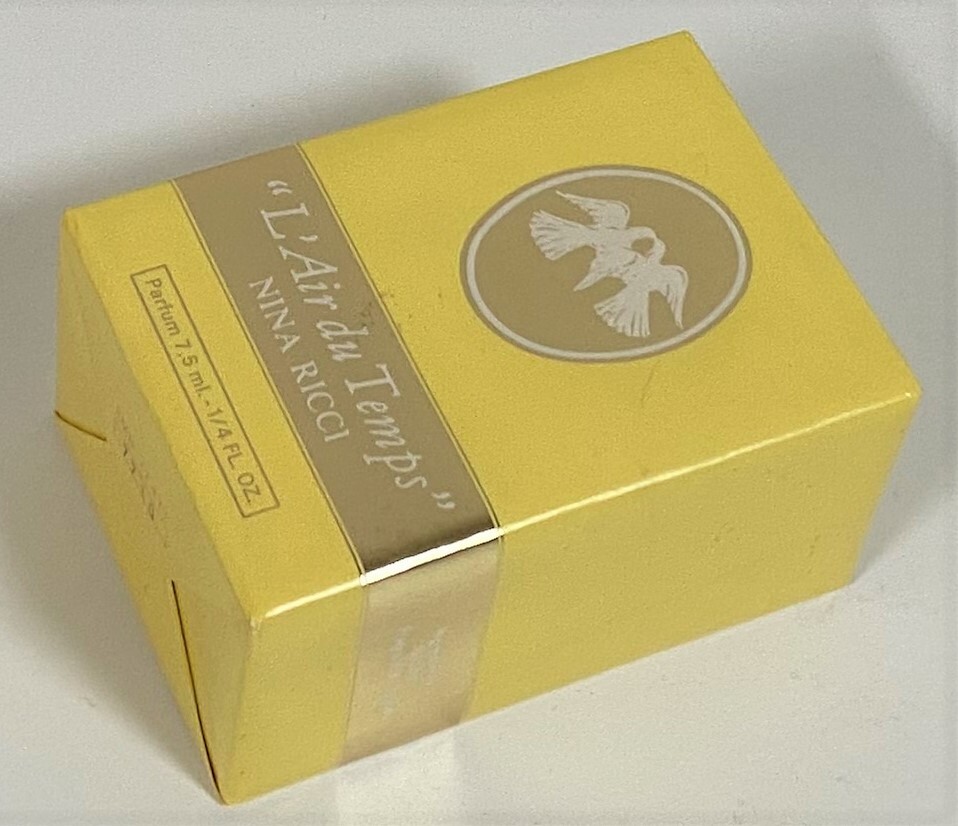 “L'Air du Temps”
NINA RICCI
Parfum 7,5 ml.-1/4 FL. OZ.